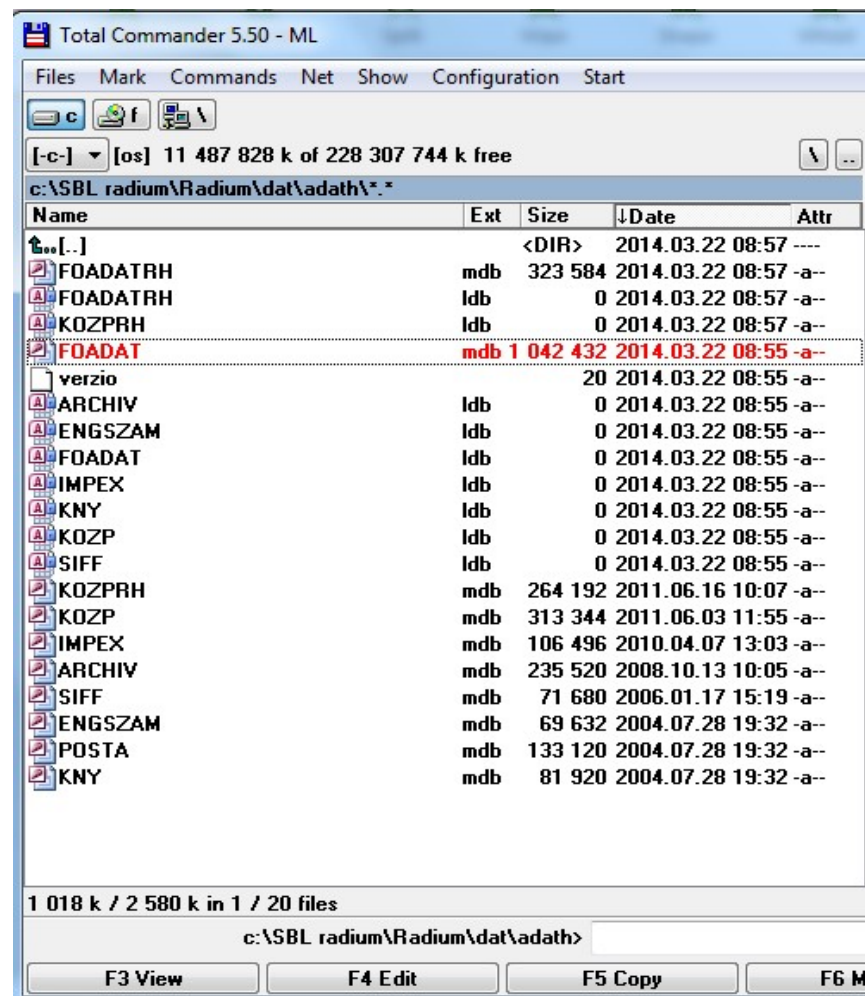 Total Commander 5.50 - ML
Files Mark Commands Net Show Configuration Start
c f \
[-c-] [os] 11 487 828 k of 228 307 744 k free \ ..
c:\SBL radium\Radium\dat\adath\*.*
Name Ext Size ↓Date Attr
[..] <DIR> 2014.03.22 08:57 ----
FOADATRH mdb 323 584 2014.03.22 08:57 -a--
FOADATRH ldb 0 2014.03.22 08:57 -a--
KOZPRH ldb 0 2014.03.22 08:57 -a--
FOADAT mdb 1 042 432 2014.03.22 08:55 -a--
verzio 20 2014.03.22 08:55 -a--
ARCHIV ldb 0 2014.03.22 08:55 -a--
ENGSZAM ldb 0 2014.03.22 08:55 -a--
FOADAT ldb 0 2014.03.22 08:55 -a--
IMPEX ldb 0 2014.03.22 08:55 -a--
KNY ldb 0 2014.03.22 08:55 -a--
KOZP ldb 0 2014.03.22 08:55 -a--
SIFF ldb 0 2014.03.22 08:55 -a--
KOZPRH mdb 264 192 2011.06.16 10:07 -a--
KOZP mdb 313 344 2011.06.03 11:55 -a--
IMPEX mdb 106 496 2010.04.07 13:03 -a--
ARCHIV mdb 235 520 2008.10.13 10:05 -a--
SIFF mdb 71 680 2006.01.17 15:19 -a--
ENGSZAM mdb 69 632 2004.07.28 19:32 -a--
POSTA mdb 133 120 2004.07.28 19:32 -a--
KNY mdb 81 920 2004.07.28 19:32 -a--
1 018 k / 2 580 k in 1 / 20 files
c:\SBL radium\Radium\dat\adath>
F3 View F4 Edit F5 Copy F6 M